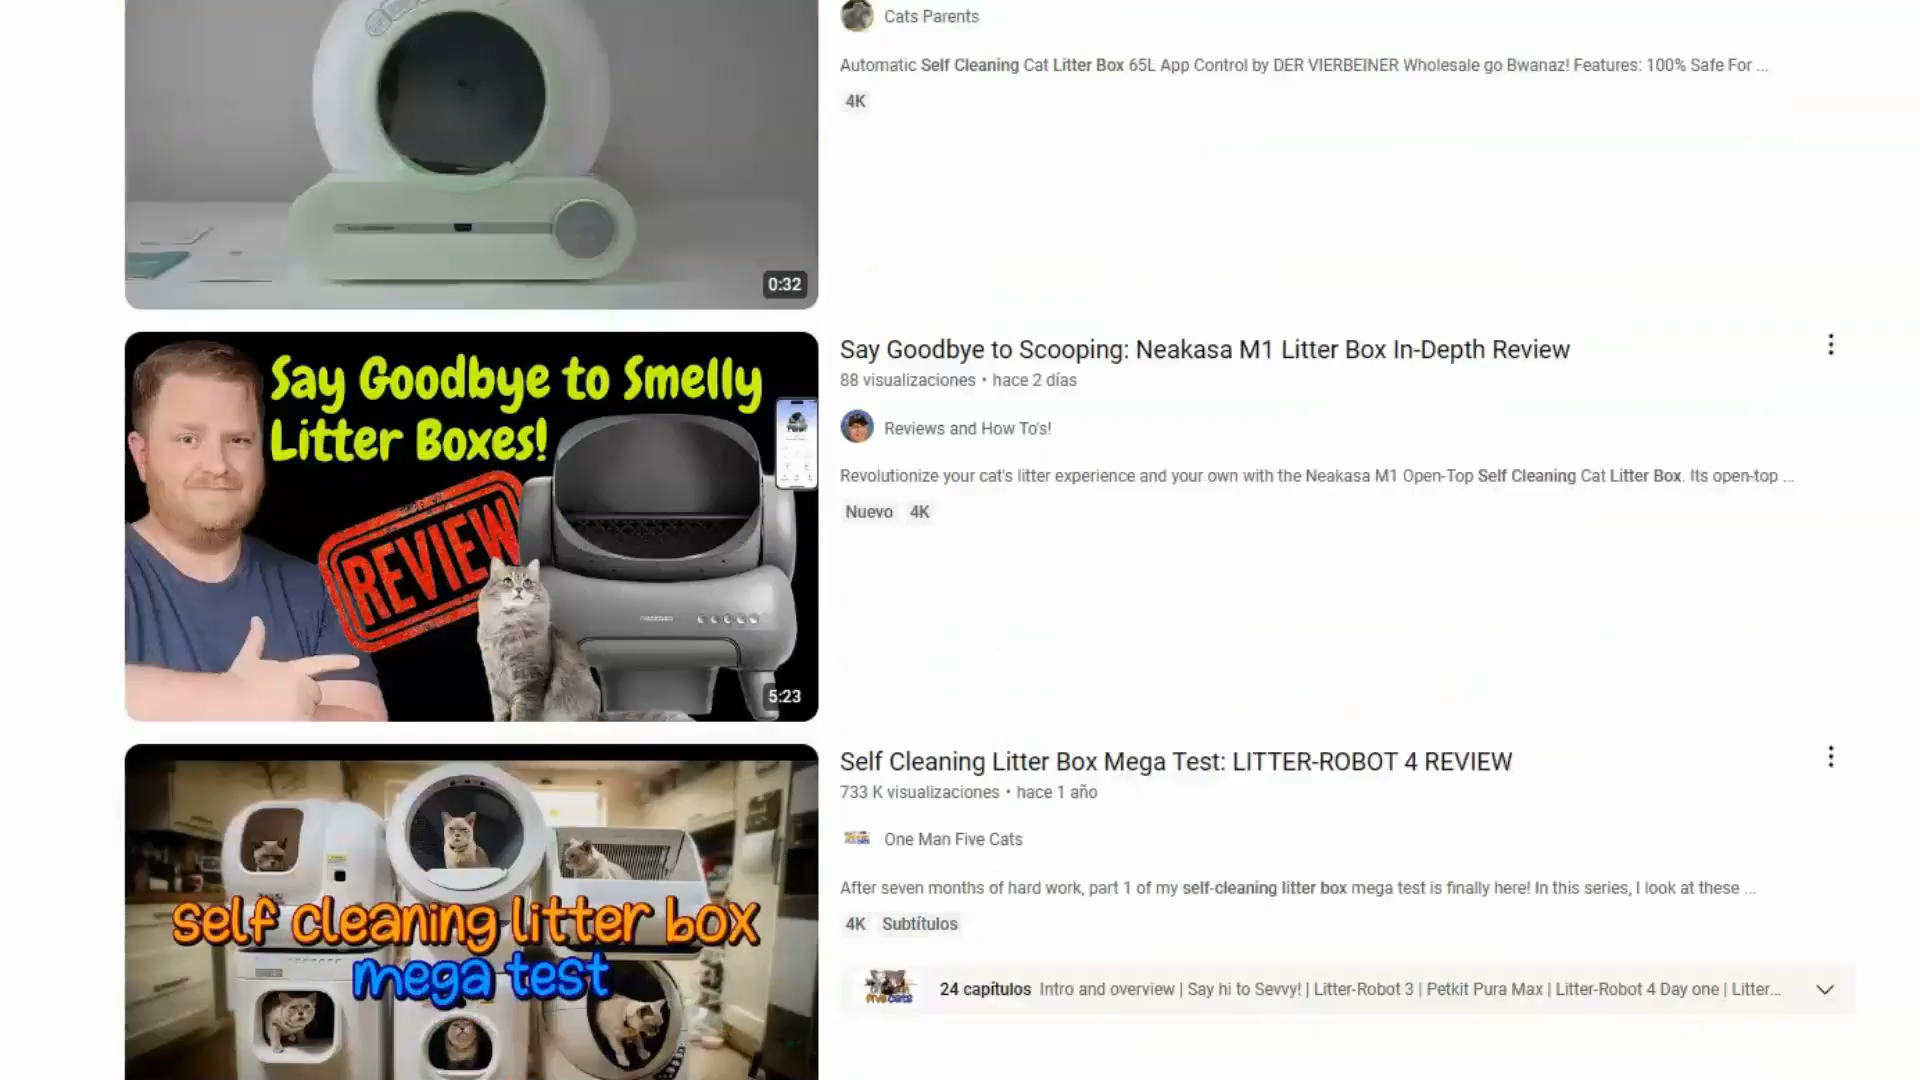 Cats Parents
Automatic Self Cleaning Cat Litter Box 65L App Control by DER VIERBEINER Wholesale go Bwanaz! Features: 100% Safe For ...
4K
0:32
Say Goodbye to Smelly
Litter Boxes!
REVIEW
5:23
Say Goodbye to Scooping: Neakasa M1 Litter Box In-Depth Review
88 visualizaciones • hace 2 días
Reviews and How To's!
Revolutionize your cat's litter experience and your own with the Neakasa M1 Open-Top Self Cleaning Cat Litter Box. Its open-top ...
Nuevo 4K
self cleaning litter box
mega test
Self Cleaning Litter Box Mega Test: LITTER-ROBOT 4 REVIEW
733 K visualizaciones • hace 1 año
One Man Five Cats
After seven months of hard work, part 1 of my self-cleaning litter box mega test is finally here! In this series, I look at these ...
4K Subtítulos
five cats
24 capítulos Intro and overview | Say hi to Sevvy! | Litter-Robot 3 | Petkit Pura Max | Litter-Robot 4 Day one | Litter...